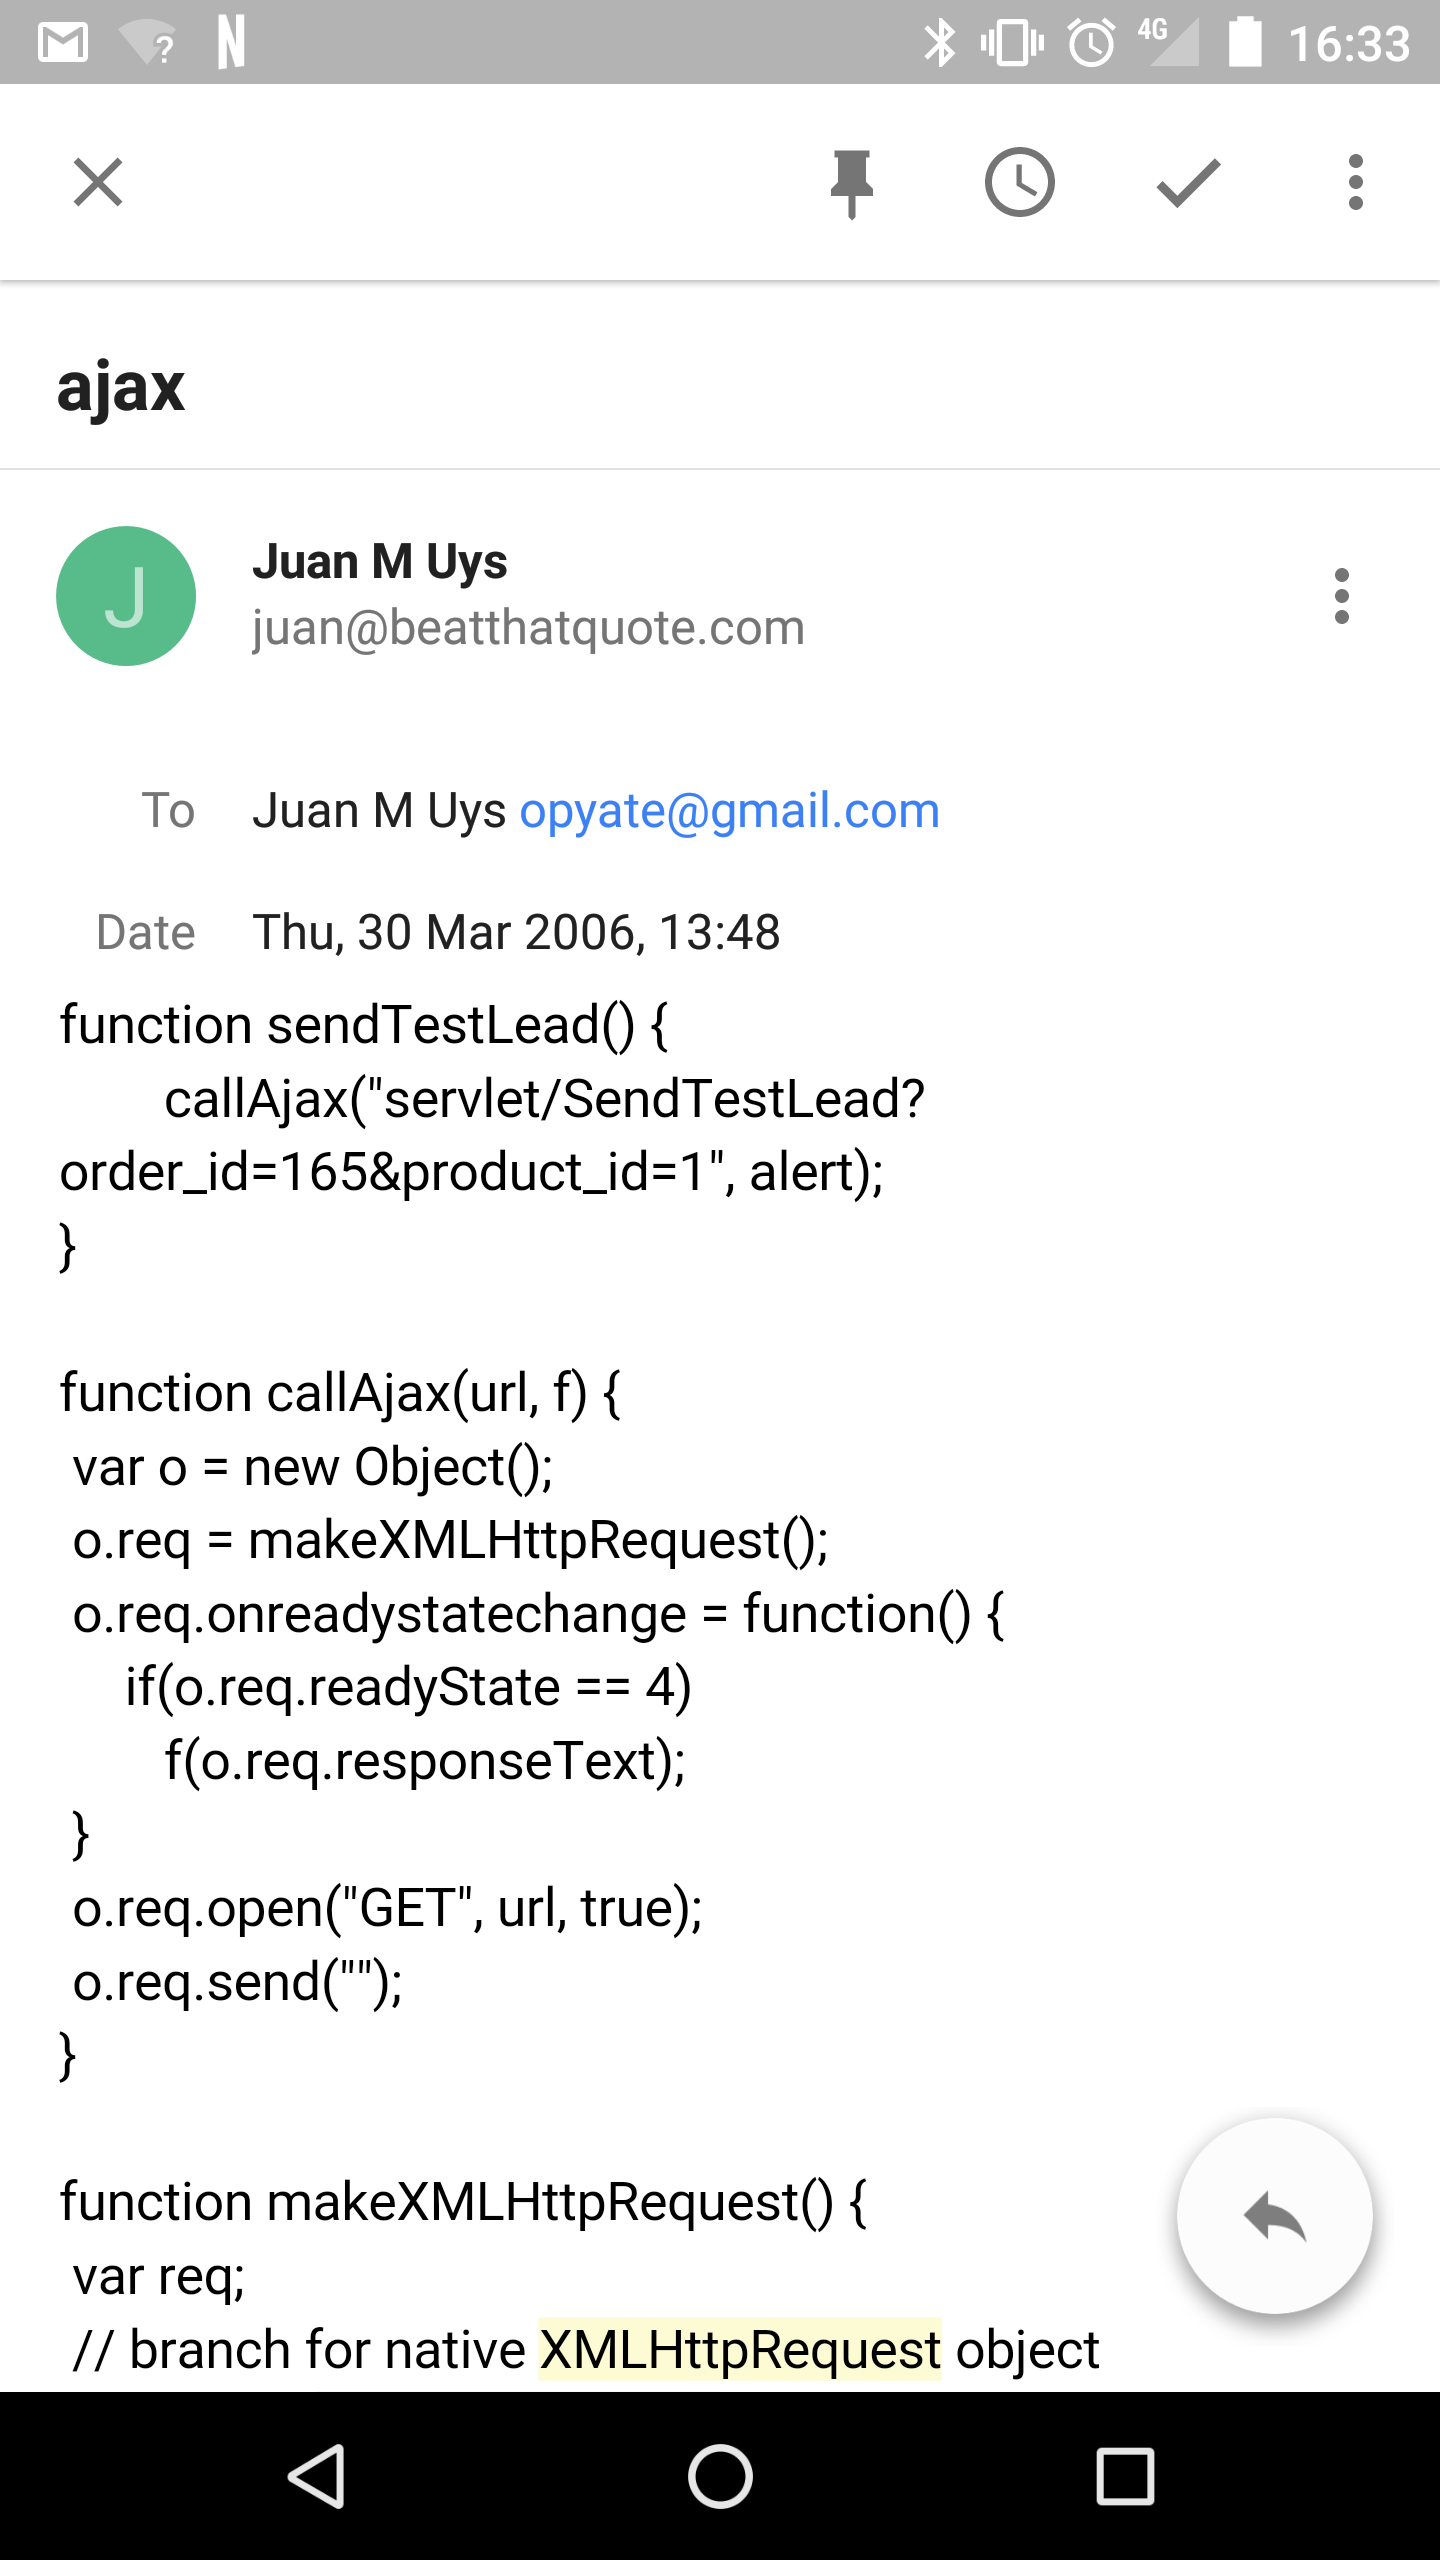 4G 16:33
ajax
J
Juan M Uys
juan@beatthatquote.com
To Juan M Uys opyate@gmail.com
Date Thu, 30 Mar 2006, 13:48
function sendTestLead() {
callAjax("servlet/SendTestLead?
order_id=165&product_id=1", alert);
}
function callAjax(url, f) {
var o = new Object();
o.req = makeXMLHttpRequest();
o.req.onreadystatechange = function() {
if(o.req.readyState == 4)
f(o.req.responseText);
}
o.req.open("GET", url, true);
o.req.send("");
}
function makeXMLHttpRequest() {
var req;
// branch for native XMLHttpRequest object